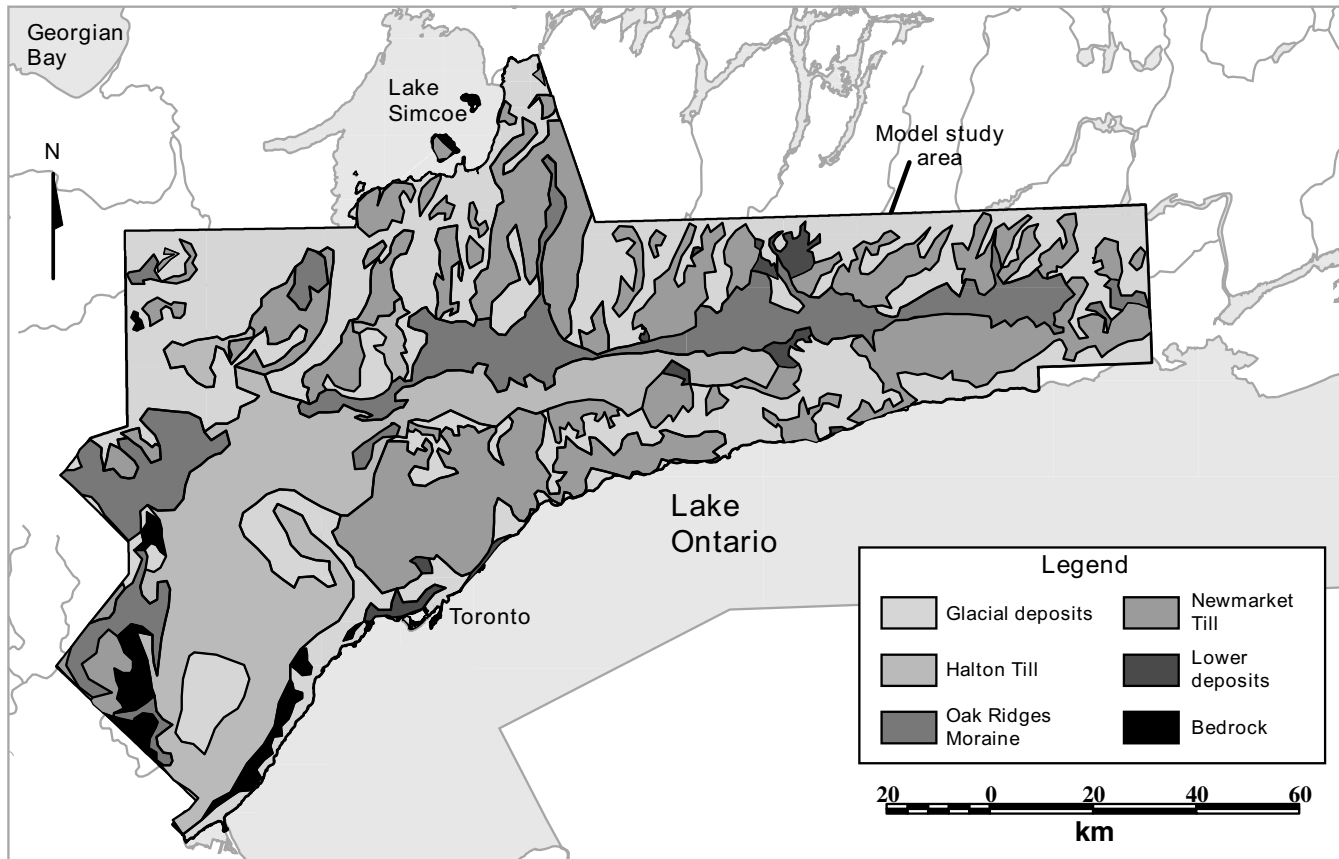 Georgian
Bay
Lake
Simcoe
N
Model study
area
Lake
Ontario
Toronto
Legend
Glacial deposits
Newmarket
Till
Halton Till
Lower
deposits
Oak Ridges
Moraine
Bedrock
20 0 20 40 60
km